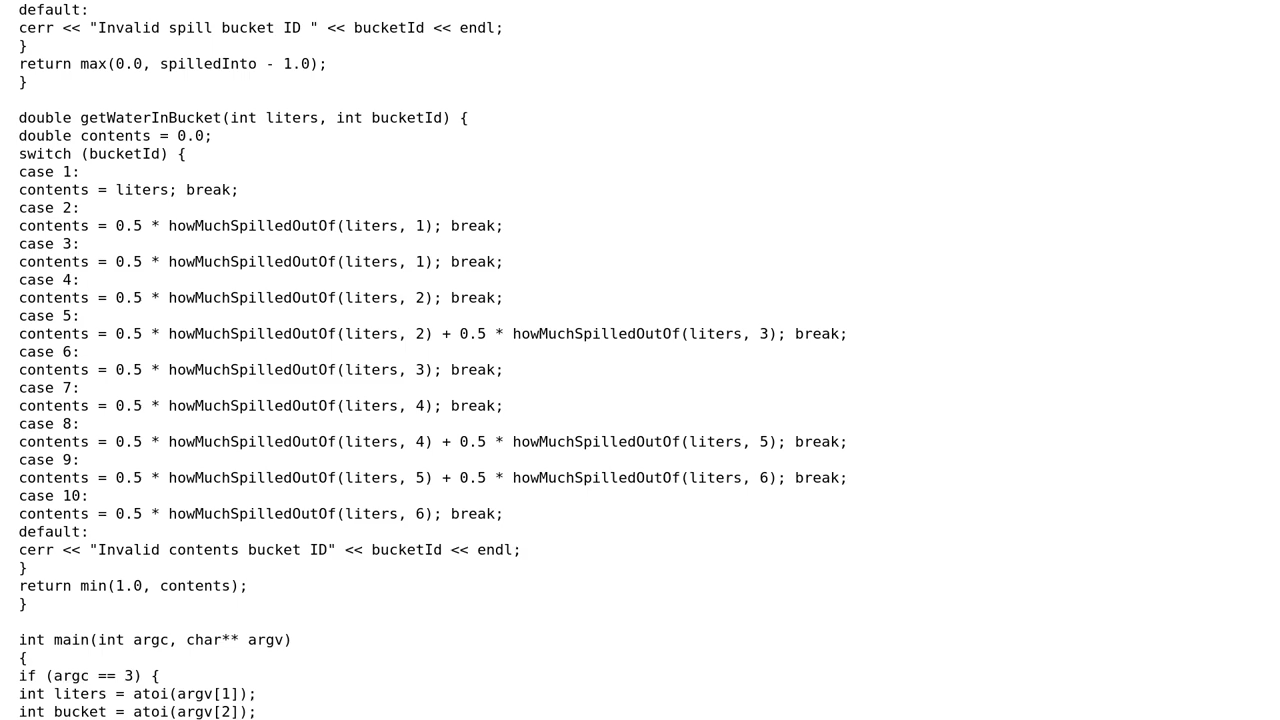 default:
cerr << "Invalid spill bucket ID " << bucketId << endl;
}
return max(0.0, spilledInto - 1.0);
}

double getWaterInBucket(int liters, int bucketId) {
double contents = 0.0;
switch (bucketId) {
case 1:
contents = liters; break;
case 2:
contents = 0.5 * howMuchSpilledOutOf(liters, 1); break;
case 3:
contents = 0.5 * howMuchSpilledOutOf(liters, 1); break;
case 4:
contents = 0.5 * howMuchSpilledOutOf(liters, 2); break;
case 5:
contents = 0.5 * howMuchSpilledOutOf(liters, 2) + 0.5 * howMuchSpilledOutOf(liters, 3); break;
case 6:
contents = 0.5 * howMuchSpilledOutOf(liters, 3); break;
case 7:
contents = 0.5 * howMuchSpilledOutOf(liters, 4); break;
case 8:
contents = 0.5 * howMuchSpilledOutOf(liters, 4) + 0.5 * howMuchSpilledOutOf(liters, 5); break;
case 9:
contents = 0.5 * howMuchSpilledOutOf(liters, 5) + 0.5 * howMuchSpilledOutOf(liters, 6); break;
case 10:
contents = 0.5 * howMuchSpilledOutOf(liters, 6); break;
default:
cerr << "Invalid contents bucket ID" << bucketId << endl;
}
return min(1.0, contents);
}

int main(int argc, char** argv)
{
if (argc == 3) {
int liters = atoi(argv[1]);
int bucket = atoi(argv[2]);